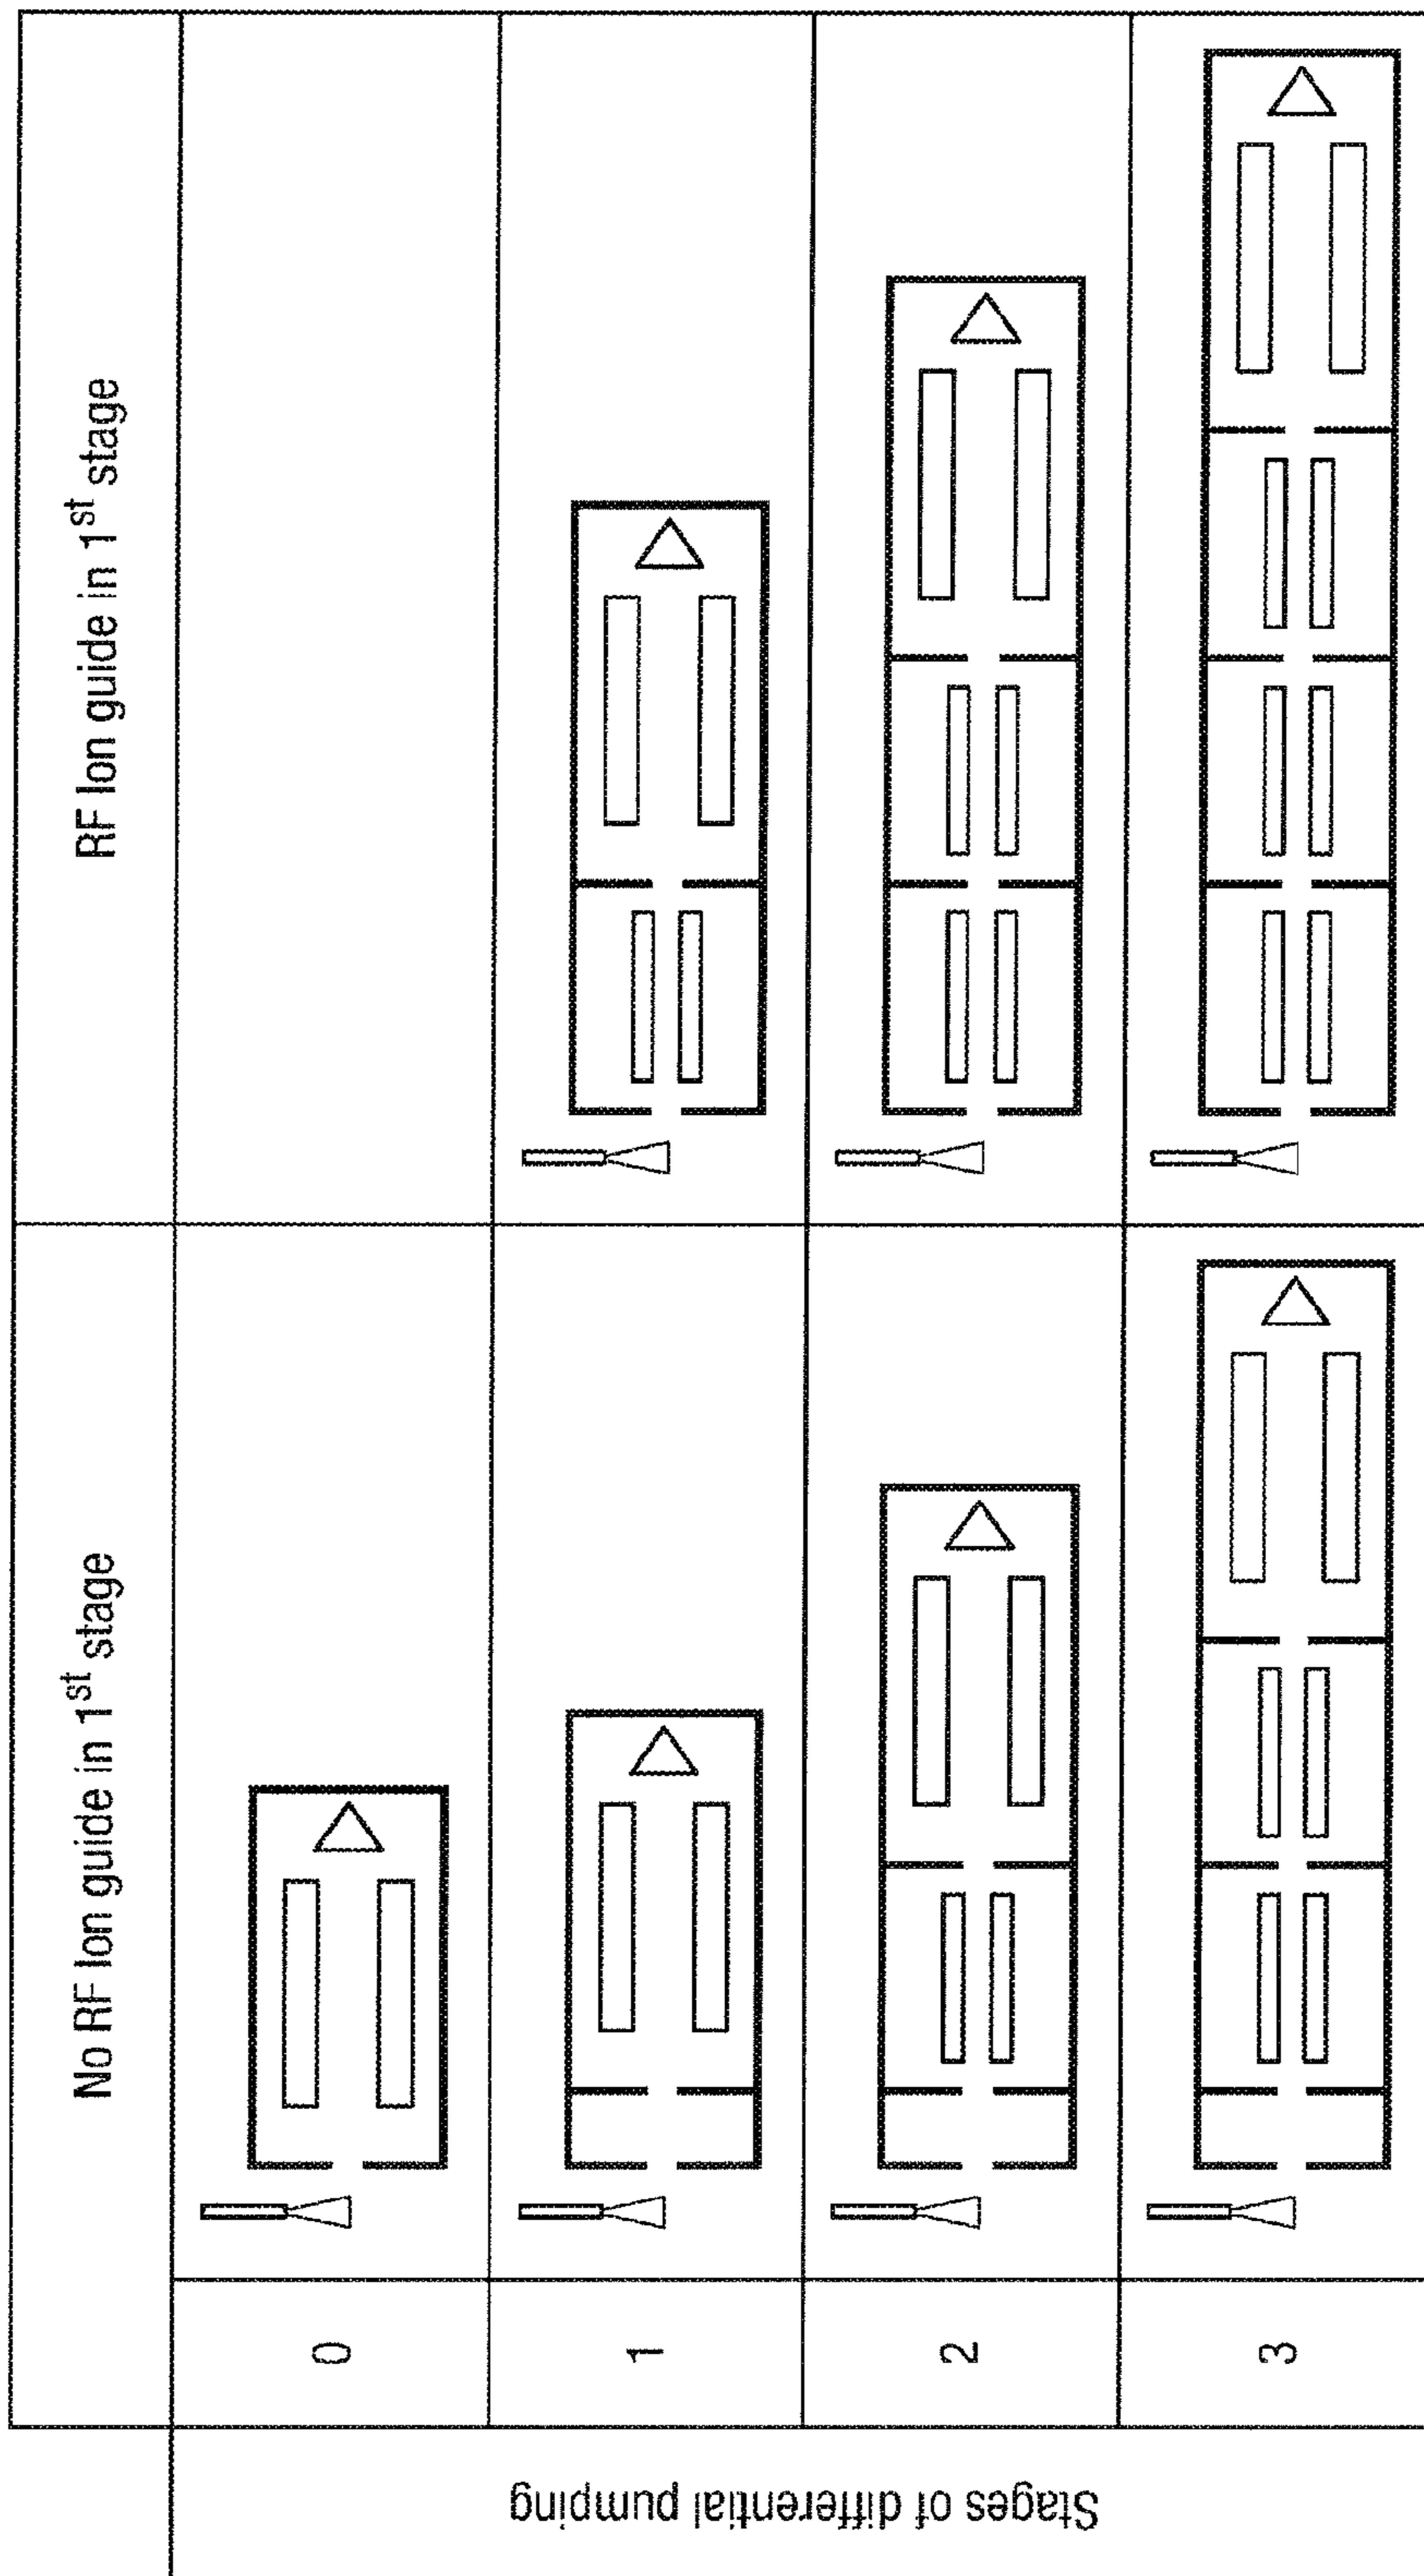 No RF Ion guide in 1st stage
RF Ion guide in 1st stage
Stages of differential pumping
0
1
2
3